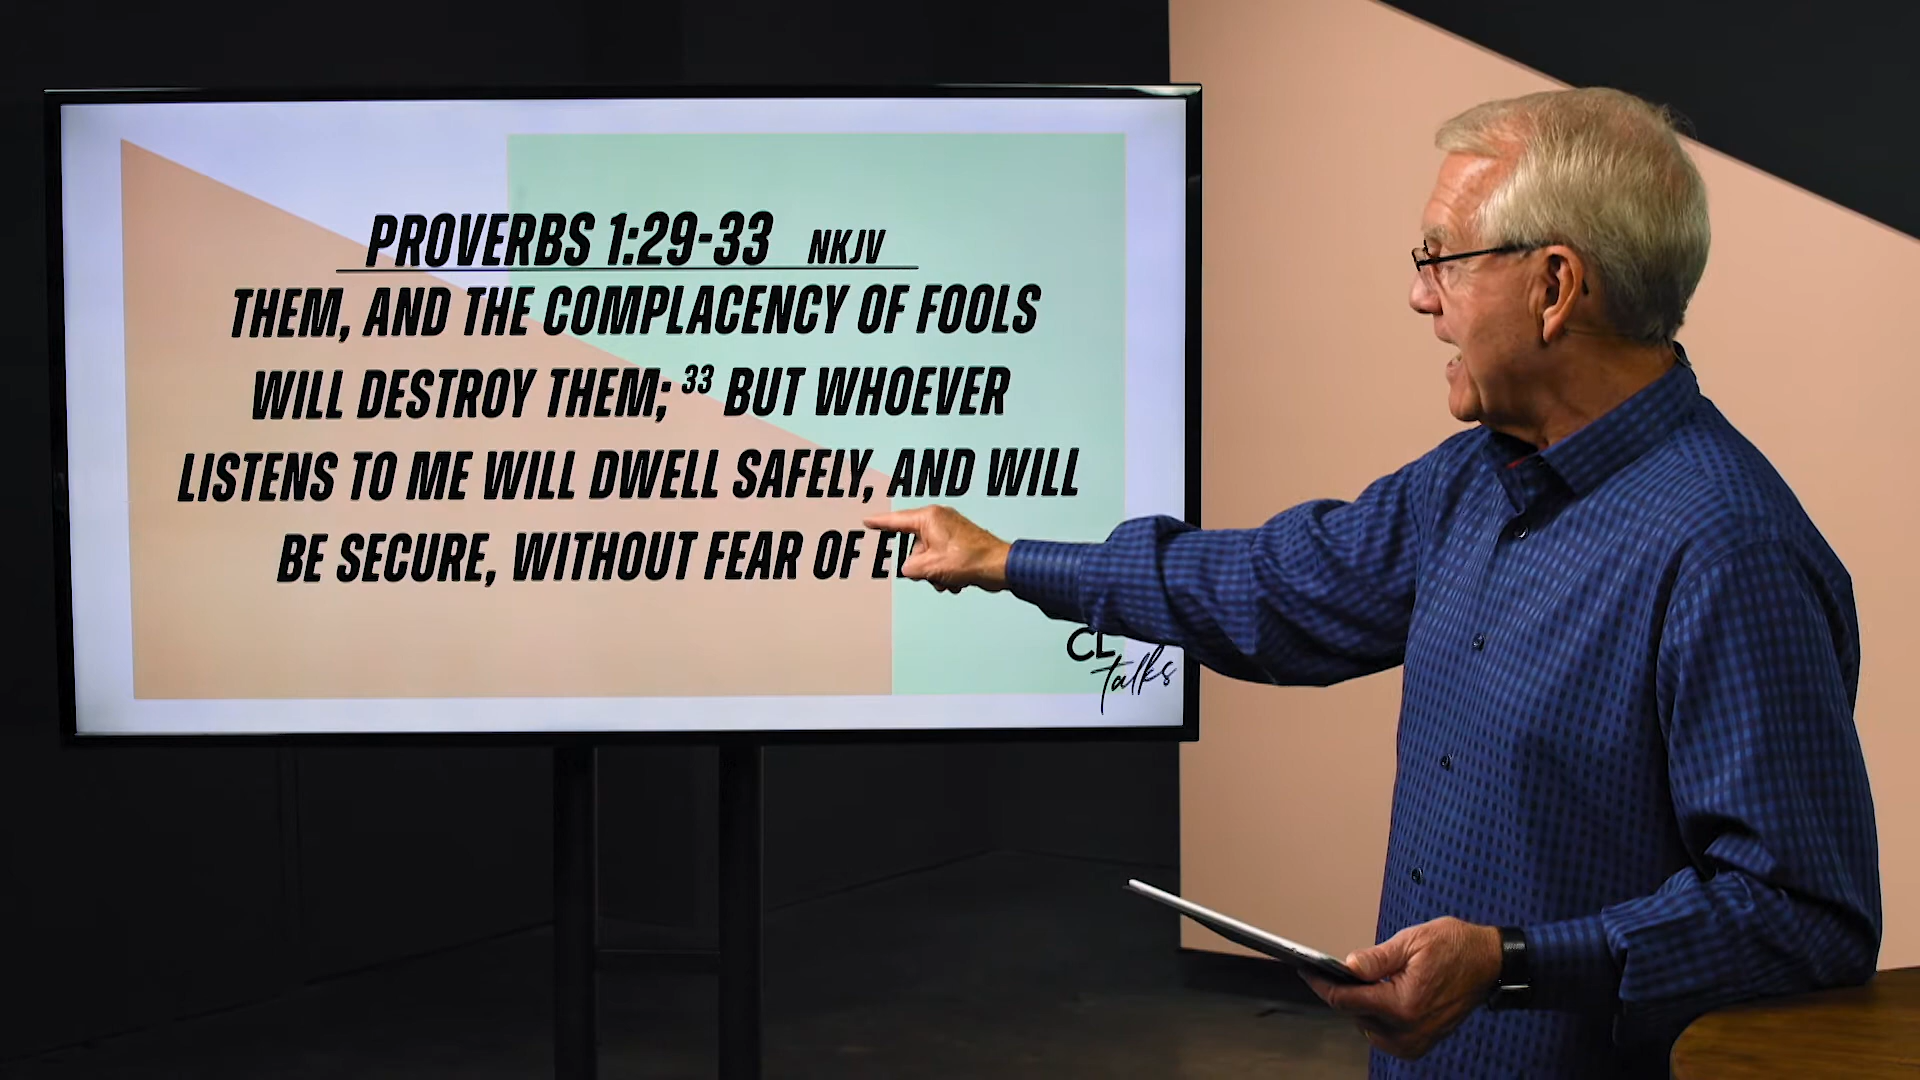 PROVERBS 1:29-33 NKJV
THEM, AND THE COMPLACENCY OF FOOLS
WILL DESTROY THEM; 33 BUT WHOEVER
LISTENS TO ME WILL DWELL SAFELY, AND WILL
BE SECURE, WITHOUT FEAR OF
CL
talks